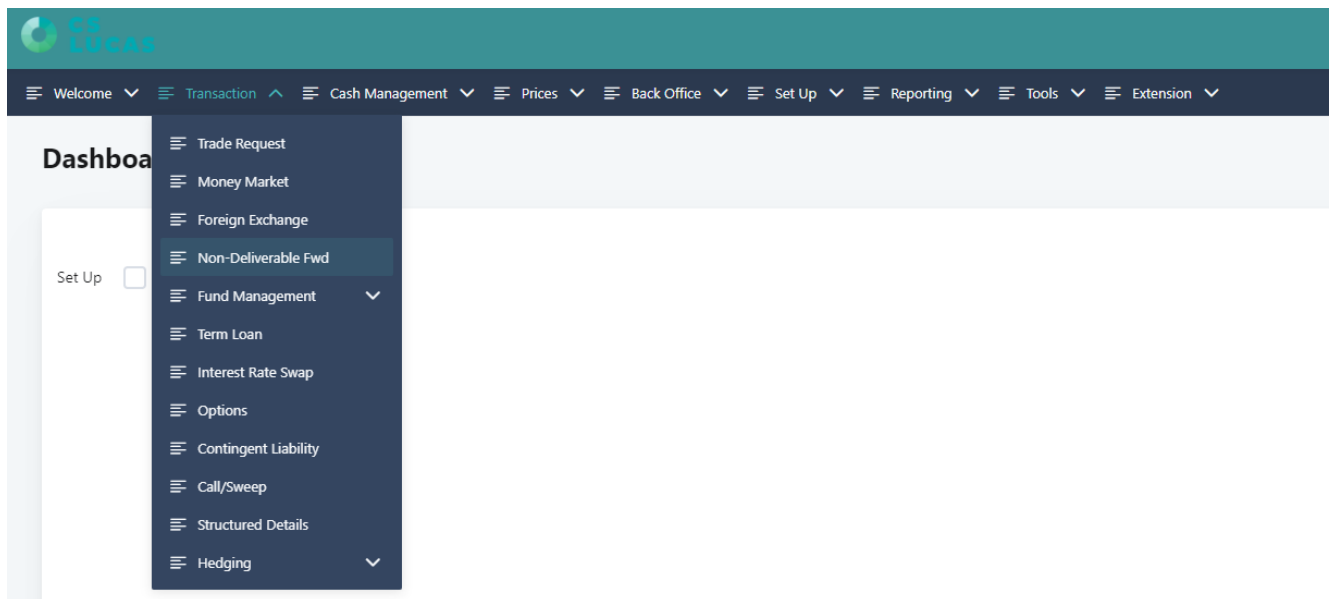 CS
LUCAS
Welcome Transaction Cash Management Prices Back Office Set Up Reporting Tools Extension
Dashboa
Trade Request
Money Market
Foreign Exchange
Non-Deliverable Fwd
Set Up
Fund Management
Term Loan
Interest Rate Swap
Options
Contingent Liability
Call/Sweep
Structured Details
Hedging